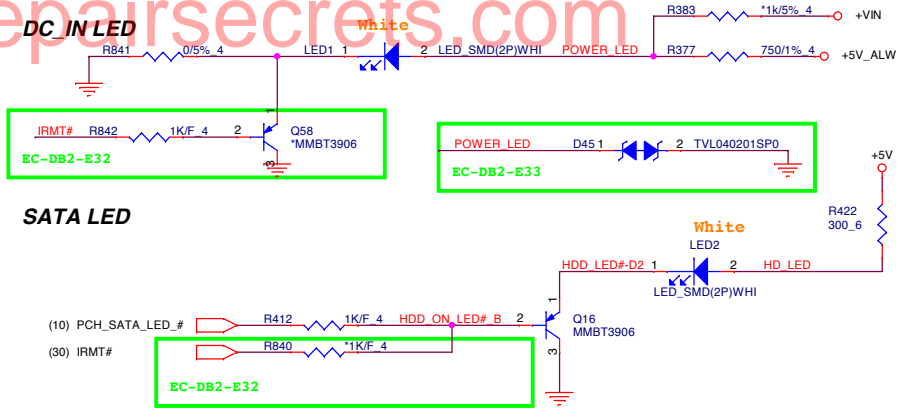 epairsecrets.com
DC_IN LED
White
R383 *1k/5%_4 +VIN
R841 0/5%_4 LED1 1 2 LED_SMD(2P)WHI POWER_LED R377 750/1%_4 +5V_ALW
1
IRMT# R842 1K/F_4 2 Q58
*MMBT3906
3
EC-DB2-E32
POWER_LED D45 1 2 TVL040201SP0
EC-DB2-E33
+5V
SATA LED
R422
300_6
White
LED2
HDD_LED#-D2 1 2 HD_LED
LED_SMD(2P)WHI
1
(10) PCH_SATA_LED_# R412 1K/F_4 HDD_ON_LED#_B 2 Q16
MMBT3906
(30) IRMT# R840 *1K/F_4 3
EC-DB2-E32